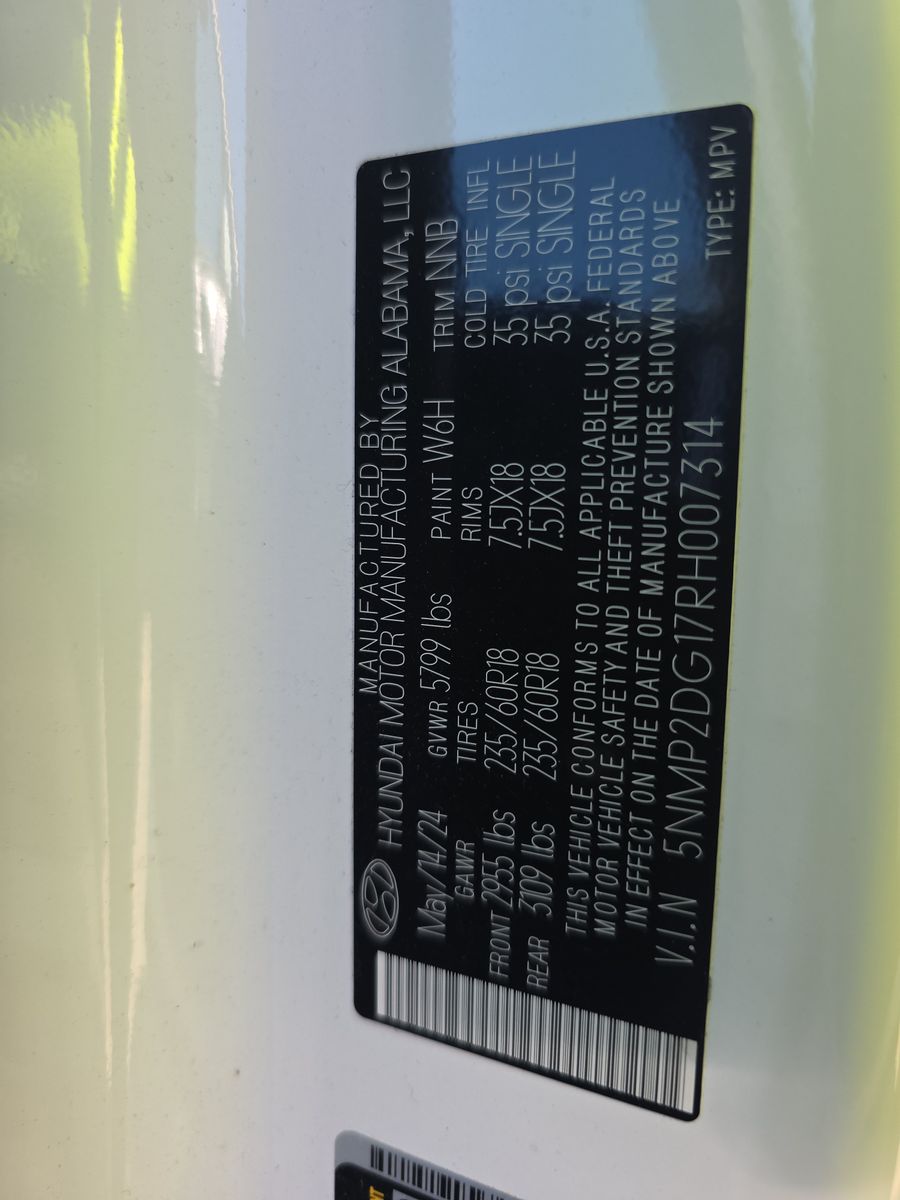 MANUFACTURED BY
HYUNDAI MOTOR MANUFACTURING ALABAMA, LLC
May/14/24 GVWR 5799 lbs PAINT W6H TRIM NNB
GAWR TIRES RIMS COLD TIRE INFL
FRONT 2955 lbs 235/60R18 7.5JX18 35 psi SINGLE
REAR 3109 lbs 235/60R18 7.5JX18 35 psi SINGLE
THIS VEHICLE CONFORMS TO ALL APPLICABLE U.S.A. FEDERAL
MOTOR VEHICLE SAFETY AND THEFT PREVENTION STANDARDS
IN EFFECT ON THE DATE OF MANUFACTURE SHOWN ABOVE
V.I.N 5NMP2DG17RH007314 TYPE: MPV